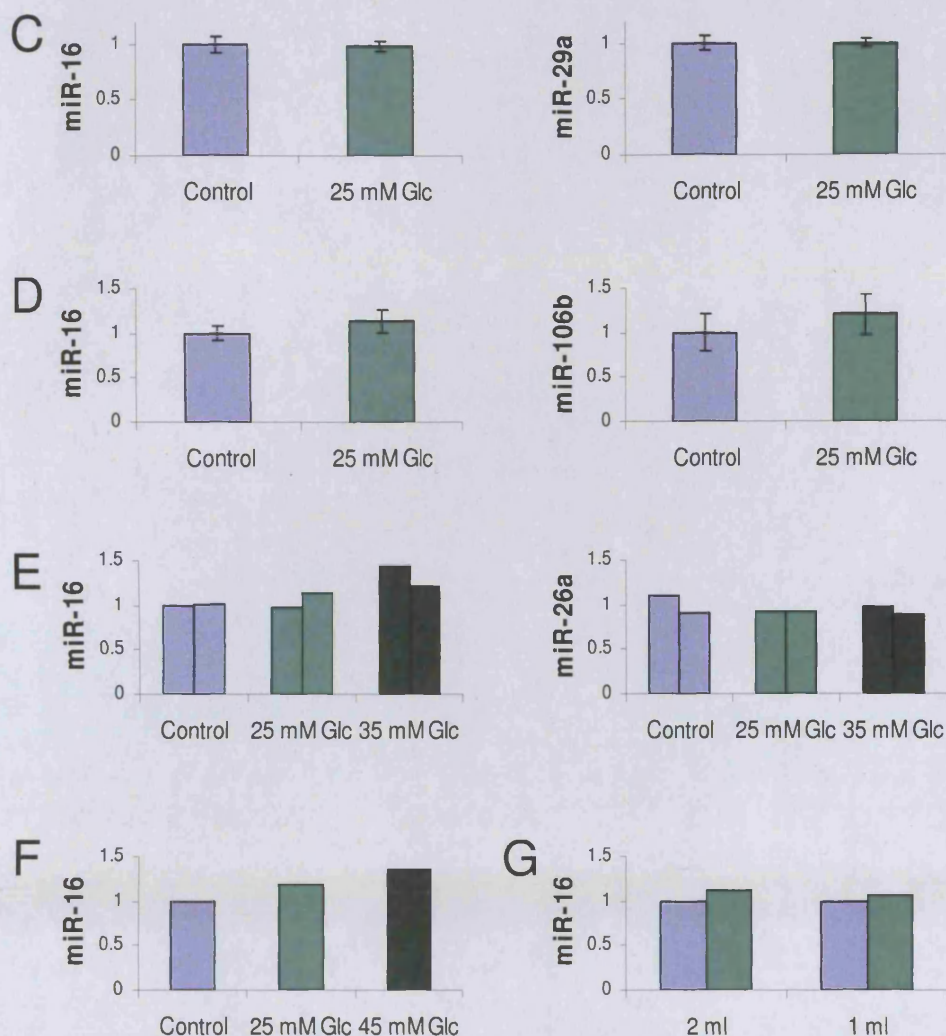 C
miR-16
1
0.5
0
Control 25 mM Glc
miR-29a
1
0.5
0
Control 25 mM Glc
D
miR-16
1.5
1
0.5
0
Control 25 mM Glc
miR-106b
1.5
1
0.5
0
Control 25 mM Glc
E
miR-16
1.5
1
0.5
0
Control 25 mM Glc 35 mM Glc
miR-26a
1.5
1
0.5
0
Control 25 mM Glc 35 mM Glc
F
miR-16
1.5
1
0.5
0
Control 25 mM Glc 45 mM Glc
G
miR-16
1.5
1
0.5
0
2 ml 1 ml